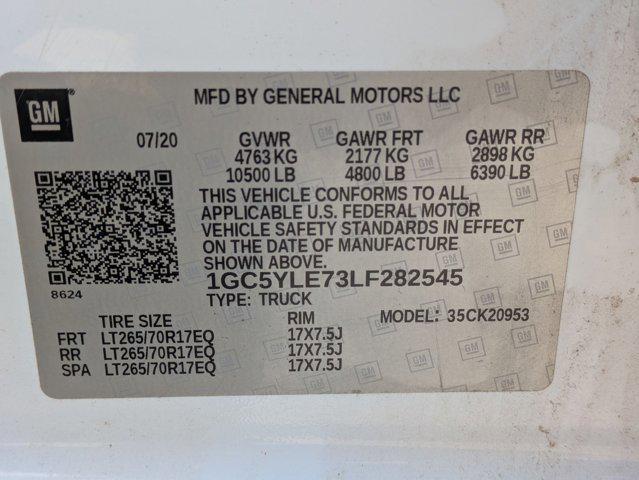 GM
MFD BY GENERAL MOTORS LLC
07/20 GVWR GAWR FRT GAWR RR
4763 KG 2177 KG 2898 KG
10500 LB 4800 LB 6390 LB
THIS VEHICLE CONFORMS TO ALL
APPLICABLE U.S. FEDERAL MOTOR
VEHICLE SAFETY STANDARDS IN EFFECT
ON THE DATE OF MANUFACTURE
SHOWN ABOVE.
8624
1GC5YLE73LF282545
TYPE: TRUCK
TIRE SIZE RIM MODEL: 35CK20953
FRT LT265/70R17EQ 17X7.5J
RR LT265/70R17EQ 17X7.5J
SPA LT265/70R17EQ 17X7.5J